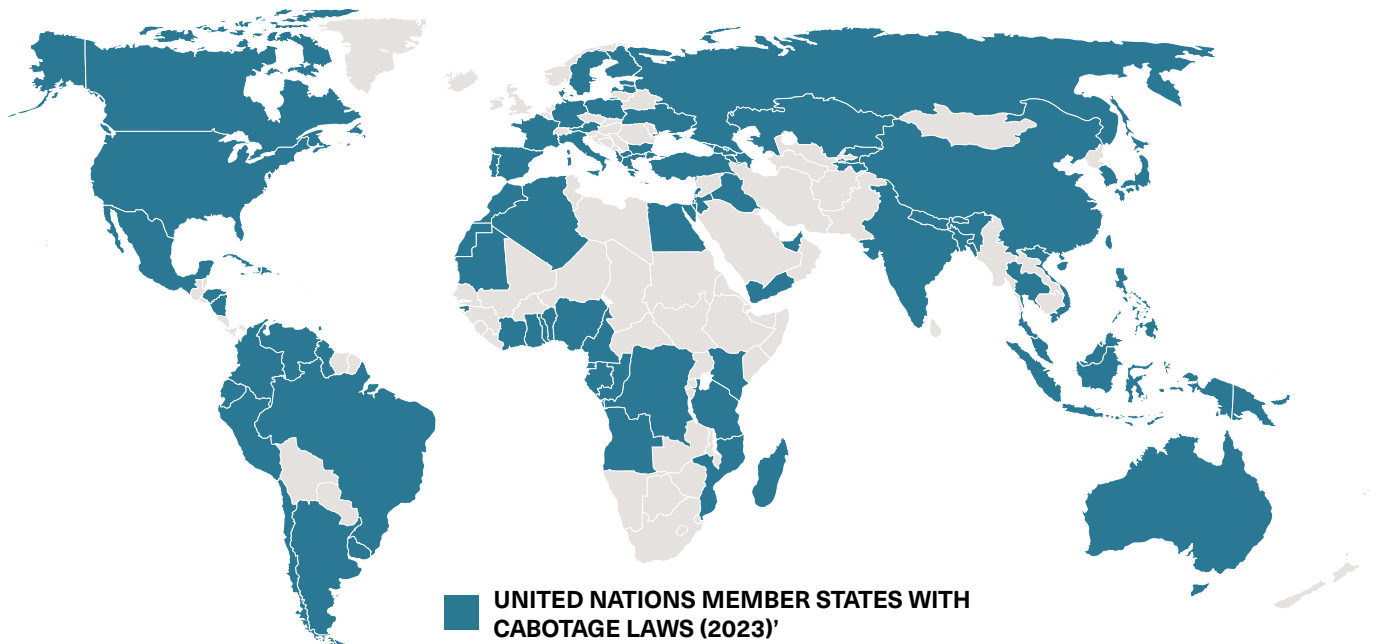 UNITED NATIONS MEMBER STATES WITH
CABOTAGE LAWS (2023)’